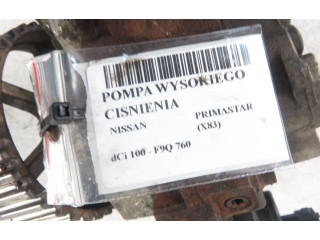 POMPA WYSOKIEGO
CISNIENIA
NISSAN PRIMASTAR
(X83)
dCi 100 - F9Q 760